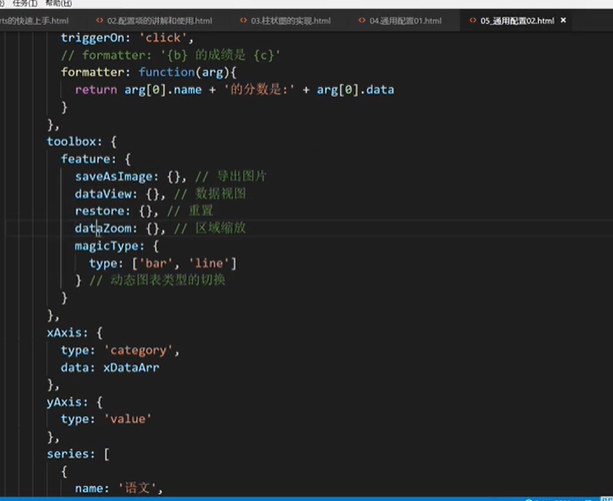 任务(T) 帮助(H)
的快速上手.html 02.配置项的讲解和使用.html 03.柱状图的实现.html 04.通用配置01.html 05_通用配置02.html ×
triggerOn: 'click',
// formatter: '{b} 的成绩是 {c}'
formatter: function(arg){
return arg[0].name + '的分数是:' + arg[0].data
}
},
toolbox: {
feature: {
saveAsImage: {}, // 导出图片
dataView: {}, // 数据视图
restore: {}, // 重置
dataZoom: {}, // 区域缩放
magicType: {
type: ['bar', 'line']
} // 动态图表类型的切换
}
},
xAxis: {
type: 'category',
data: xDataArr
},
yAxis: {
type: 'value'
},
series: [
{
name: '语文',